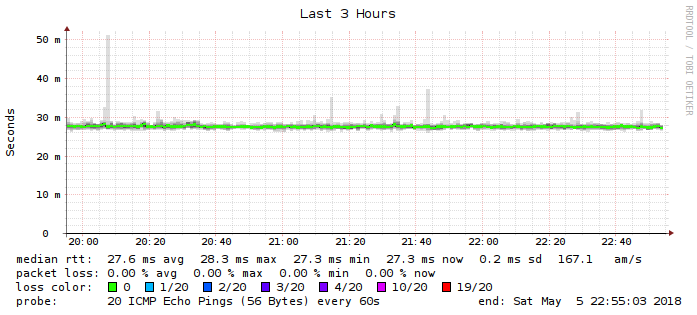 Last 3 Hours
RRDTOOL / TOBI OETIKER
Seconds
50 m
40 m
30 m
20 m
10 m
0
20:00 20:20 20:40 21:00 21:20 21:40 22:00 22:20 22:40
median rtt: 27.6 ms avg 28.3 ms max 27.3 ms min 27.3 ms now 0.2 ms sd 167.1 am/s
packet loss: 0.00 % avg 0.00 % max 0.00 % min 0.00 % now
loss color: 0 1/20 2/20 3/20 4/20 10/20 19/20
probe: 20 ICMP Echo Pings (56 Bytes) every 60s end: Sat May 5 22:55:03 2018